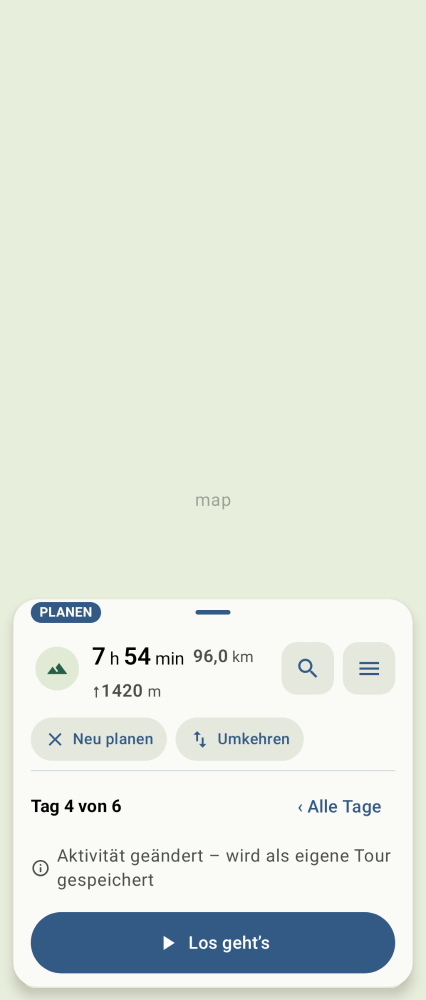 map
PLANEN
7 h 54 min 96,0 km
↑1420 m
Neu planen Umkehren
Tag 4 von 6 ‹ Alle Tage
Aktivität geändert – wird als eigene Tour
gespeichert
Los geht’s